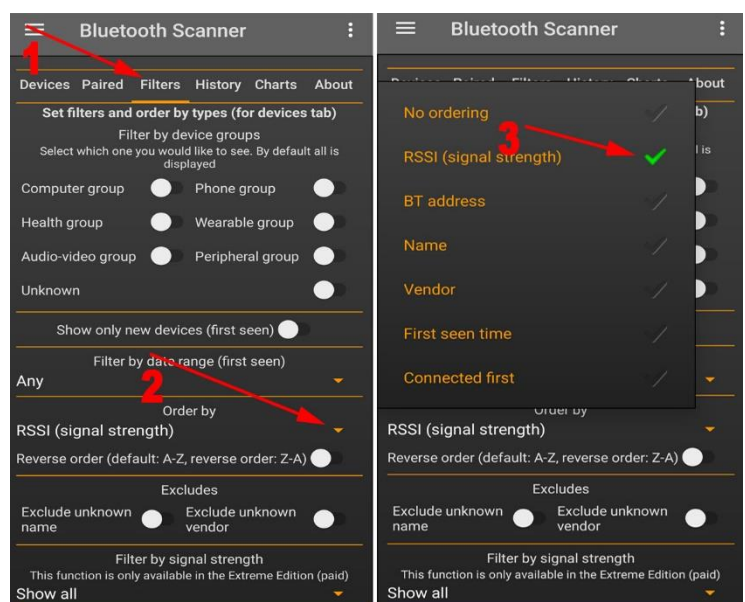 Bluetooth Scanner
1
Devices Paired Filters History Charts About
Set filters and order by types (for devices tab)
Filter by device groups
Select which one you would like to see. By default all is
displayed
Computer group Phone group
Health group Wearable group
Audio-video group Peripheral group
Unknown
Show only new devices (first seen)
Filter by date range (first seen)
Any
2
Order by
RSSI (signal strength)
Reverse order (default: A-Z, reverse order: Z-A)
Excludes
Exclude unknown name Exclude unknown vendor
Filter by signal strength
This function is only available in the Extreme Edition (paid)
Show all
Bluetooth Scanner
About
b)
l is
No ordering
3
RSSI (signal strength)
BT address
Name
Vendor
First seen time
Connected first
Order by
RSSI (signal strength)
Reverse order (default: A-Z, reverse order: Z-A)
Excludes
Exclude unknown name Exclude unknown vendor
Filter by signal strength
This function is only available in the Extreme Edition (paid)
Show all